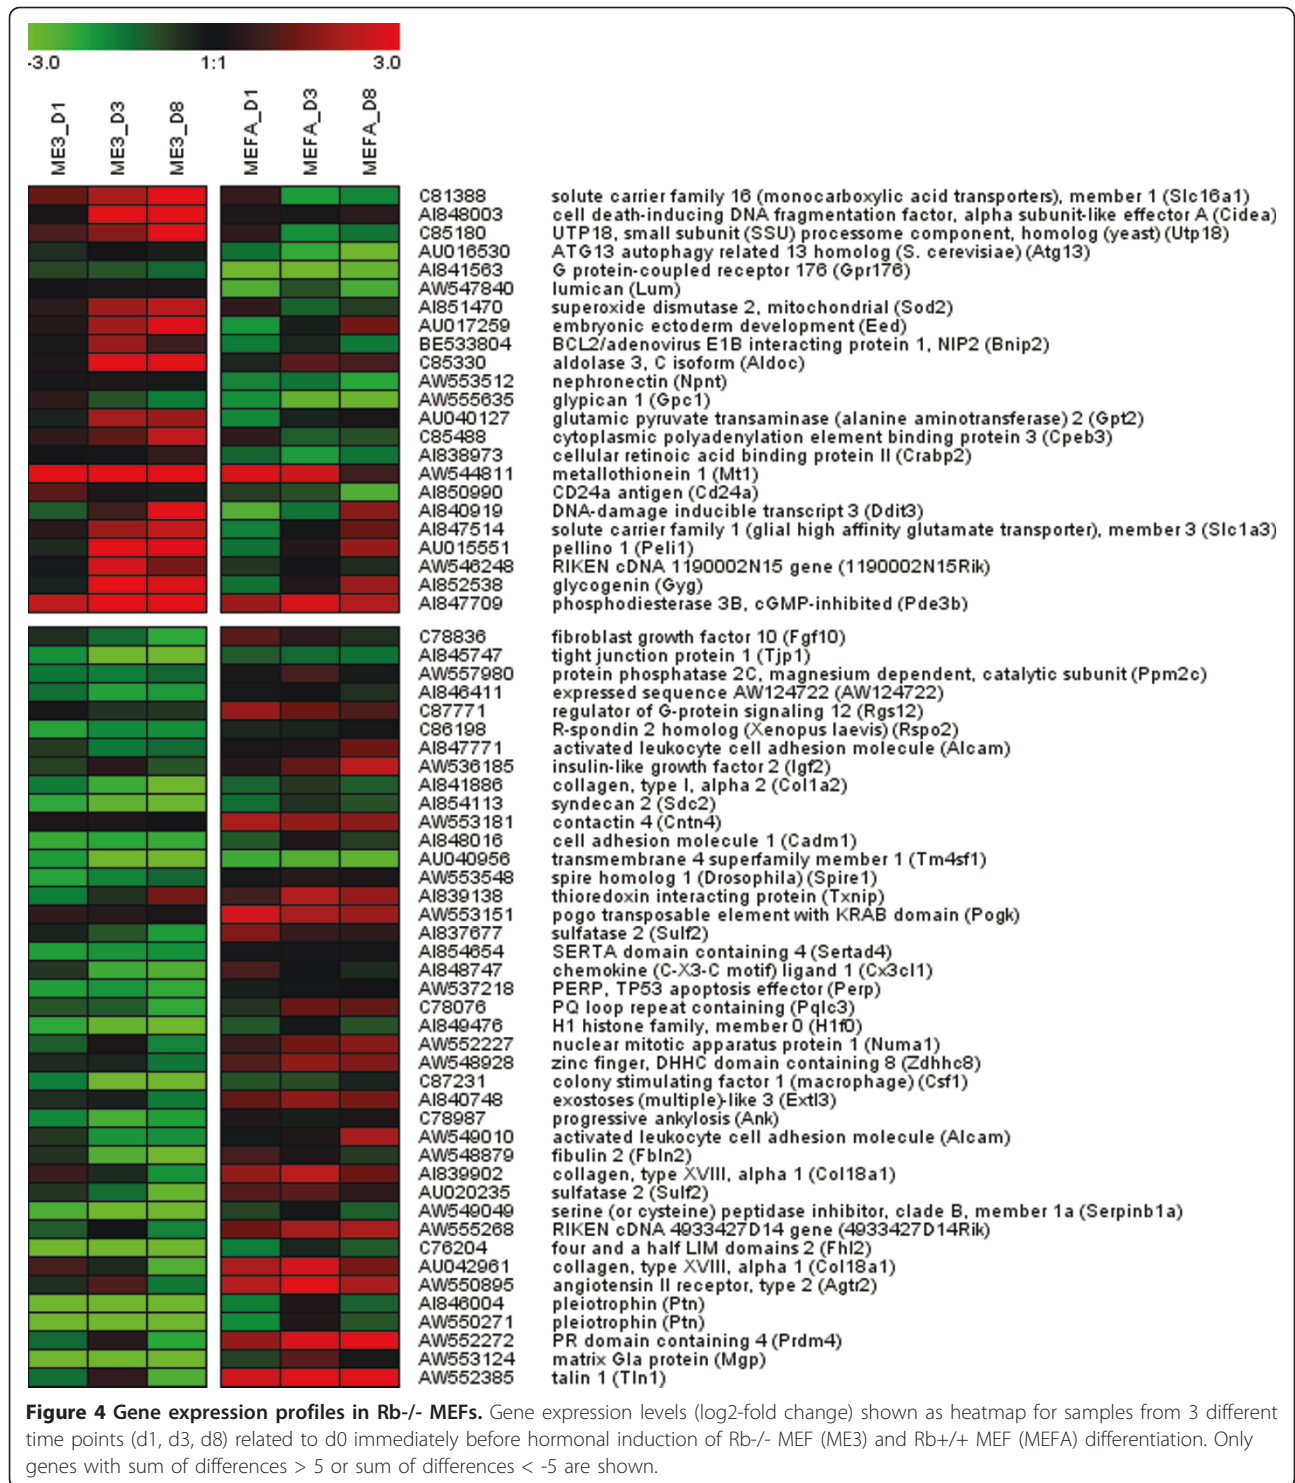 -3.0 1:1 3.0
ME3_D1 ME3_D3 ME3_D8 MEFA_D1 MEFA_D3 MEFA_D8
C81388 solute carrier family 16 (monocarboxylic acid transporters), member 1 (Slc16a1)
AI848003 cell death-inducing DNA fragmentation factor, alpha subunit-like effector A (Cidea)
C85180 UTP18, small subunit (SSU) processome component, homolog (yeast) (Utp18)
AU016530 ATG13 autophagy related 13 homolog (S. cerevisiae) (Atg13)
AI841563 G protein-coupled receptor 176 (Gpr176)
AW547840 lumican (Lum)
AI851470 superoxide dismutase 2, mitochondrial (Sod2)
AU017259 embryonic ectoderm development (Eed)
BE533804 BCL2/adenovirus E1B interacting protein 1, NIP2 (Bnip2)
C85330 aldolase 3, C isoform (Aldoc)
AW553512 nephronectin (Npnt)
AW555635 glypican 1 (Gpc1)
AU040127 glutamic pyruvate transaminase (alanine aminotransferase) 2 (Gpt2)
C85488 cytoplasmic polyadenylation element binding protein 3 (Cpeb3)
AI838973 cellular retinoic acid binding protein II (Crabp2)
AW544811 metallothionein 1 (Mt1)
AI850990 CD24a antigen (Cd24a)
AI840919 DNA-damage inducible transcript 3 (Ddit3)
AI847514 solute carrier family 1 (glial high affinity glutamate transporter), member 3 (Slc1a3)
AU015551 pellino 1 (Peli1)
AW546248 RIKEN cDNA 1190002N15 gene (1190002N15Rik)
AI852538 glycogenin (Gyg)
AI847709 phosphodiesterase 3B, cGMP-inhibited (Pde3b)
C78836 fibroblast growth factor 10 (Fgf10)
AI845747 tight junction protein 1 (Tjp1)
AW557980 protein phosphatase 2C, magnesium dependent, catalytic subunit (Ppm2c)
AI846411 expressed sequence AW124722 (AW124722)
C87771 regulator of G-protein signaling 12 (Rgs12)
C86198 R-spondin 2 homolog (Xenopus laevis) (Rspo2)
AI847771 activated leukocyte cell adhesion molecule (Alcam)
AW536185 insulin-like growth factor 2 (Igf2)
AI841886 collagen, type I, alpha 2 (Col1a2)
AI854113 syndecan 2 (Sdc2)
AW553181 contactin 4 (Cntn4)
AI848016 cell adhesion molecule 1 (Cadm1)
AU040956 transmembrane 4 superfamily member 1 (Tm4sf1)
AW553548 spire homolog 1 (Drosophila) (Spire1)
AI839138 thioredoxin interacting protein (Txnip)
AW553151 pogo transposable element with KRAB domain (Pogk)
AI837677 sulfatase 2 (Sulf2)
AI854654 SERTA domain containing 4 (Sertad4)
AI848747 chemokine (C-X3-C motif) ligand 1 (Cx3cl1)
AW537218 PERP, TP53 apoptosis effector (Perp)
C78076 PQ loop repeat containing (Pqlc3)
AI849476 H1 histone family, member 0 (H1f0)
AW552227 nuclear mitotic apparatus protein 1 (Numa1)
AW548928 zinc finger, DHHC domain containing 8 (Zdhhc8)
C87231 colony stimulating factor 1 (macrophage) (Csf1)
AI840748 exostoses (multiple)-like 3 (Extl3)
C78987 progressive ankylosis (Ank)
AW549010 activated leukocyte cell adhesion molecule (Alcam)
AW548879 fibulin 2 (Fbln2)
AI839902 collagen, type XVIII, alpha 1 (Col18a1)
AU020235 sulfatase 2 (Sulf2)
AW549049 serine (or cysteine) peptidase inhibitor, clade B, member 1a (Serpinb1a)
AW555268 RIKEN cDNA 4933427D14 gene (4933427D14Rik)
C76204 four and a half LIM domains 2 (Fhl2)
AU042961 collagen, type XVIII, alpha 1 (Col18a1)
AW550895 angiotensin II receptor, type 2 (Agtr2)
AI846004 pleiotrophin (Ptn)
AW550271 pleiotrophin (Ptn)
AW552272 PR domain containing 4 (Prdm4)
AW553124 matrix Gla protein (Mgp)
AW552385 talin 1 (Tln1)
Figure 4 Gene expression profiles in Rb-/- MEFs. Gene expression levels (log2-fold change) shown as heatmap for samples from 3 different
time points (d1, d3, d8) related to d0 immediately before hormonal induction of Rb-/- MEF (ME3) and Rb+/+ MEF (MEFA) differentiation. Only
genes with sum of differences > 5 or sum of differences < -5 are shown.